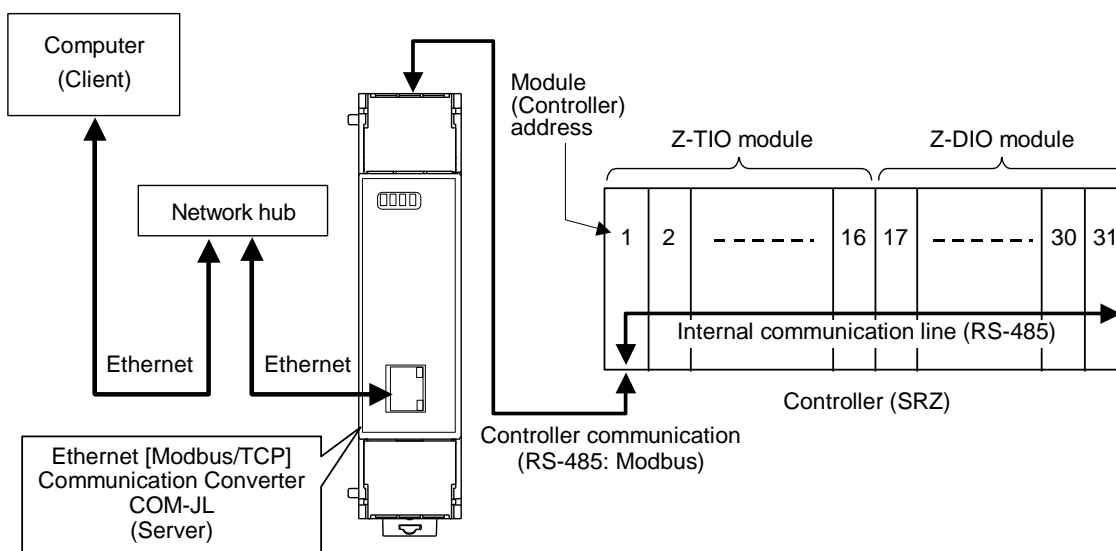 Computer
(Client)
Network hub
Ethernet
Ethernet
Ethernet [Modbus/TCP]
Communication Converter
COM-JL
(Server)
Module
(Controller)
address
Z-TIO module
Z-DIO module
1
2
16
17
30
31
Internal communication line (RS-485)
Controller (SRZ)
Controller communication
(RS-485: Modbus)